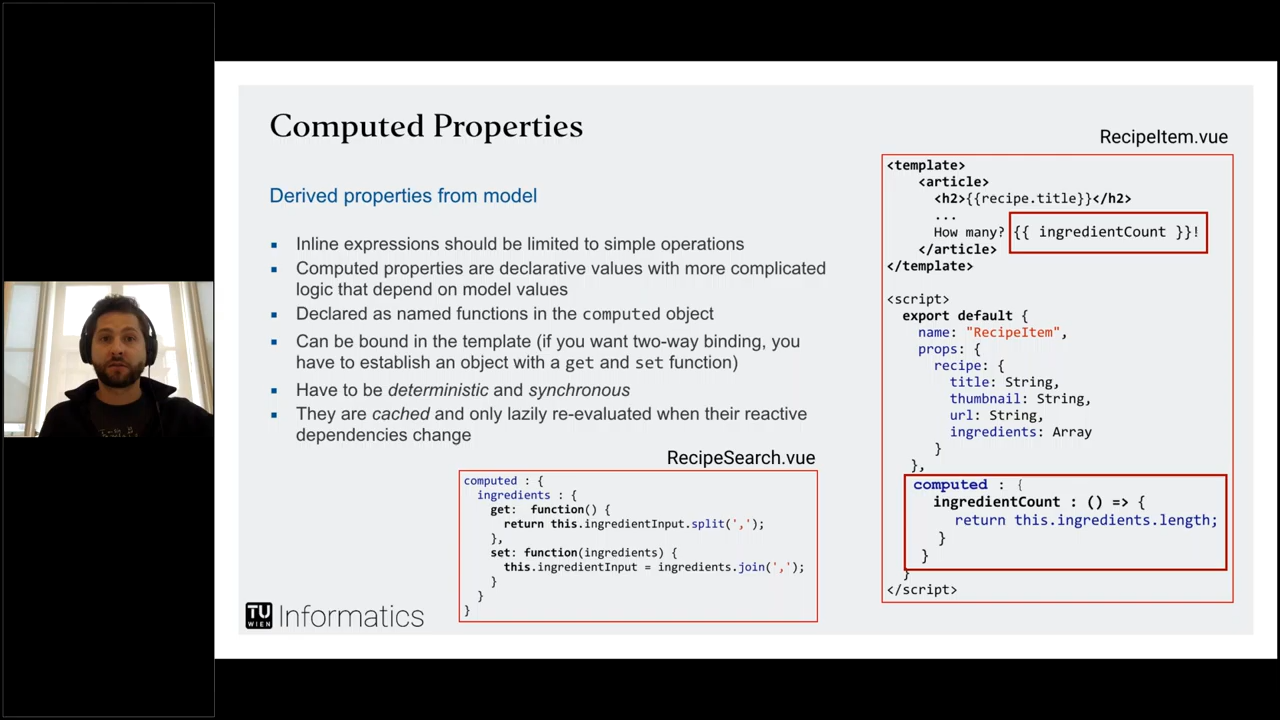 Computed Properties
Derived properties from model
▪ Inline expressions should be limited to simple operations
▪ Computed properties are declarative values with more complicated
logic that depend on model values
▪ Declared as named functions in the computed object
▪ Can be bound in the template (if you want two-way binding, you
have to establish an object with a get and set function)
▪ Have to be deterministic and synchronous
▪ They are cached and only lazily re-evaluated when their reactive
dependencies change
RecipeSearch.vue
computed : {
ingredients : {
get: function() {
return this.ingredientInput.split(',');
},
set: function(ingredients) {
this.ingredientInput = ingredients.join(',');
}
}
}
RecipeItem.vue
<template>
<article>
<h2>{{recipe.title}}</h2>
...
How many? {{ ingredientCount }}!
</article>
</template>
<script>
export default {
name: "RecipeItem",
props: {
recipe: {
title: String,
thumbnail: String,
url: String,
ingredients: Array
}
},
computed : {
ingredientCount : () => {
return this.ingredients.length;
}
}
}
</script>
TU WIEN Informatics